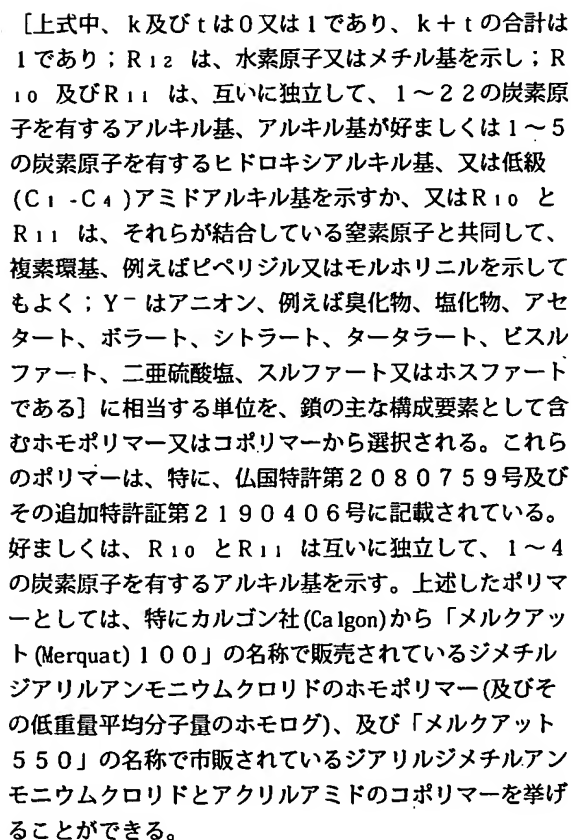 ［上式中、ｋ及びｔは０又は１であり、ｋ＋ｔの合計は
１であり；Ｒ₁₂ は、水素原子又はメチル基を示し；Ｒ
₁₀ 及びＲ₁₁ は、互いに独立して、１～２２の炭素原
子を有するアルキル基、アルキル基が好ましくは１～５
の炭素原子を有するヒドロキシアルキル基、又は低級
(Ｃ₁ -Ｃ₄ )アミドアルキル基を示すか、又はＲ₁₀ と
Ｒ₁₁ は、それらが結合している窒素原子と共同して、
複素環基、例えばピペリジル又はモルホリニルを示して
もよく；Ｙ⁻はアニオン、例えば臭化物、塩化物、アセ
タート、ボラート、シトラート、タータラート、ビスル
ファート、二亜硫酸塩、スルファート又はホスファート
である］に相当する単位を、鎖の主な構成要素として含
むホモポリマー又はコポリマーから選択される。これら
のポリマーは、特に、仏国特許第２０８０７５９号及び
その追加特許証第２１９０４０６号に記載されている。
好ましくは、Ｒ₁₀ とＲ₁₁ は互いに独立して、１～４
の炭素原子を有するアルキル基を示す。上述したポリマ
ーとしては、特にカルゴン社(Calgon)から「メルクアッ
ト(Merquat)１００」の名称で販売されているジメチル
ジアリルアンモニウムクロリドのホモポリマー(及びそ
の低重量平均分子量のホモログ)、及び「メルクアット
５５０」の名称で市販されているジアリルジメチルアン
モニウムクロリドとアクリルアミドのコポリマーを挙げ
ることができる。